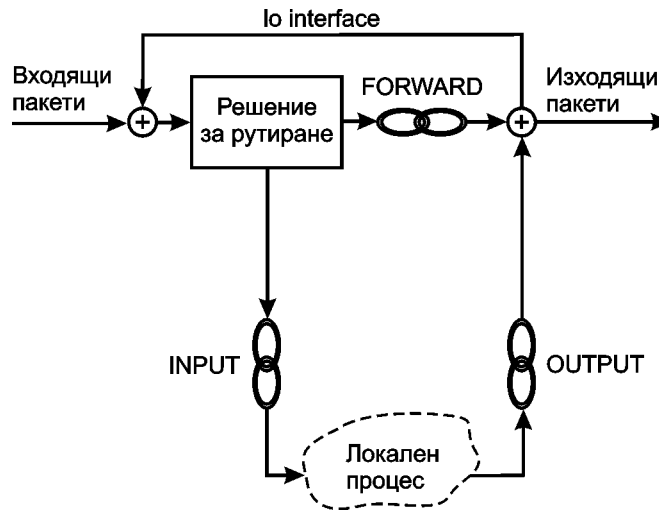 lo interface
Входящи
пакети
Решение
за рутиране
FORWARD
Изходящи
пакети
INPUT
OUTPUT
Локален
процес